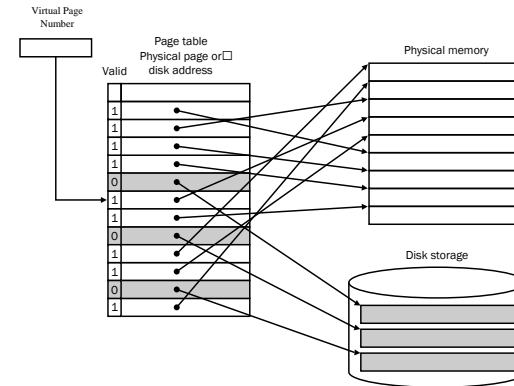 Virtual Page
Number
Page table
Physical page or□
disk address
Valid
Physical memory
1
1
1
1
0
1
1
0
1
1
0
1
Disk storage